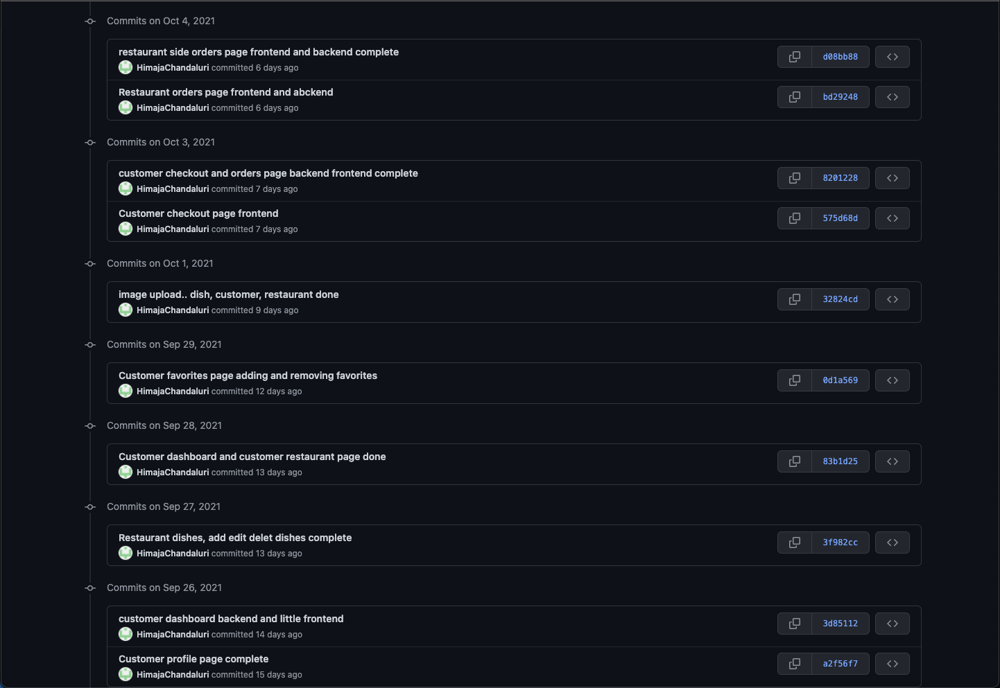 Commits on Oct 4, 2021
restaurant side orders page frontend and backend complete
d08bb88
HimajaChandaluri committed 6 days ago
Restaurant orders page frontend and abckend
bd29248
HimajaChandaluri committed 6 days ago
Commits on Oct 3, 2021
customer checkout and orders page backend frontend complete
8201228
HimajaChandaluri committed 7 days ago
Customer checkout page frontend
575d68d
HimajaChandaluri committed 7 days ago
Commits on Oct 1, 2021
image upload.. dish, customer, restaurant done
32824cd
HimajaChandaluri committed 9 days ago
Commits on Sep 29, 2021
Customer favorites page adding and removing favorites
0d1a569
HimajaChandaluri committed 12 days ago
Commits on Sep 28, 2021
Customer dashboard and customer restaurant page done
83b1d25
HimajaChandaluri committed 13 days ago
Commits on Sep 27, 2021
Restaurant dishes, add edit delet dishes complete
3f982cc
HimajaChandaluri committed 13 days ago
Commits on Sep 26, 2021
customer dashboard backend and little frontend
3d85112
HimajaChandaluri committed 14 days ago
Customer profile page complete
a2f56f7
HimajaChandaluri committed 15 days ago